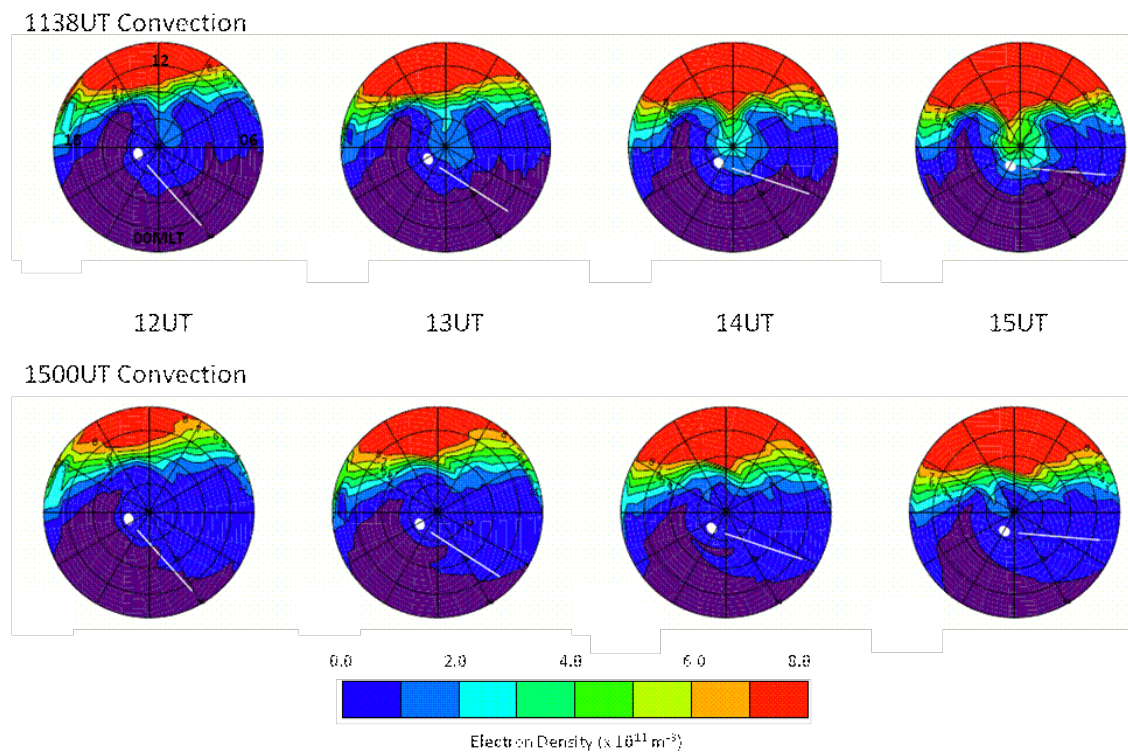 1138UT Convection
12
18
06
00MLT
12UT
13UT
14UT
15UT
1500UT Convection
0.0 2.0 4.0 6.0 8.0
Electron Density (x 10¹¹ m⁻³)